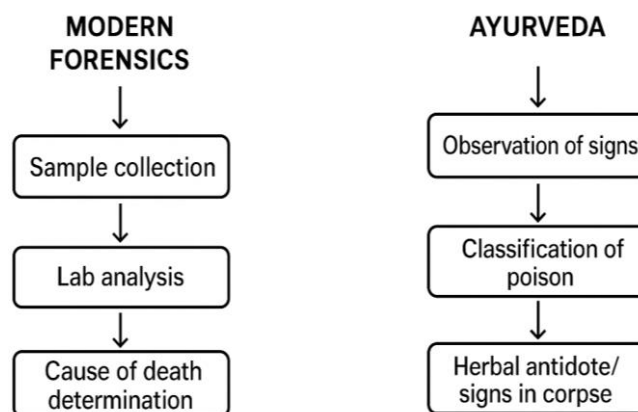 MODERN
FORENSICS
Sample collection
Lab analysis
Cause of death
determination
AYURVEDA
Observation of signs
Classification of
poison
Herbal antidote/
signs in corpse